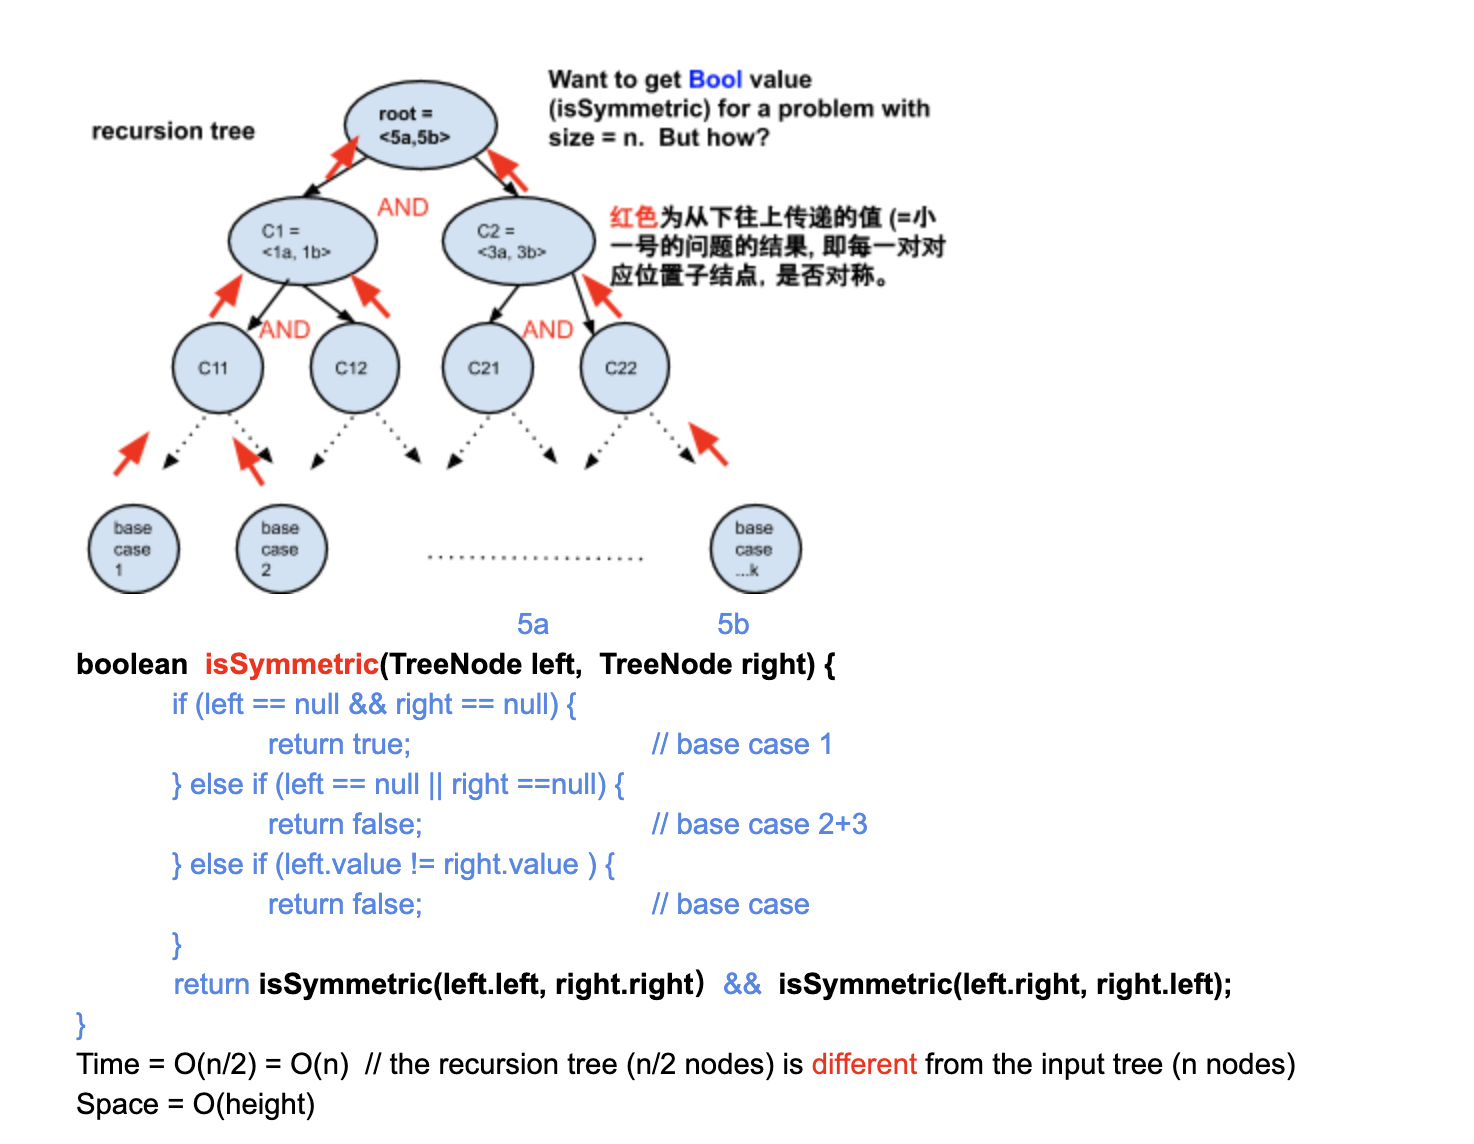 recursion tree
root =
<5a,5b>
Want to get Bool value
(isSymmetric) for a problem with
size = n.  But how?
AND
C1 =
<1a, 1b>
C2 =
<3a, 3b>
红色为从下往上传递的值 (=小
一号的问题的结果, 即每一对对
应位置子结点, 是否对称。
AND
AND
C11
C12
C21
C22
base
case
1
base
case
2
base
case
...k
5a 5b
boolean  isSymmetric(TreeNode left,  TreeNode right) {
if (left == null && right == null) {
return true; // base case 1
} else if (left == null || right ==null) {
return false; // base case 2+3
} else if (left.value != right.value ) {
return false; // base case
}
return isSymmetric(left.left, right.right）  &&  isSymmetric(left.right, right.left);
}
Time = O(n/2) = O(n)  // the recursion tree (n/2 nodes) is different from the input tree (n nodes)
Space = O(height)